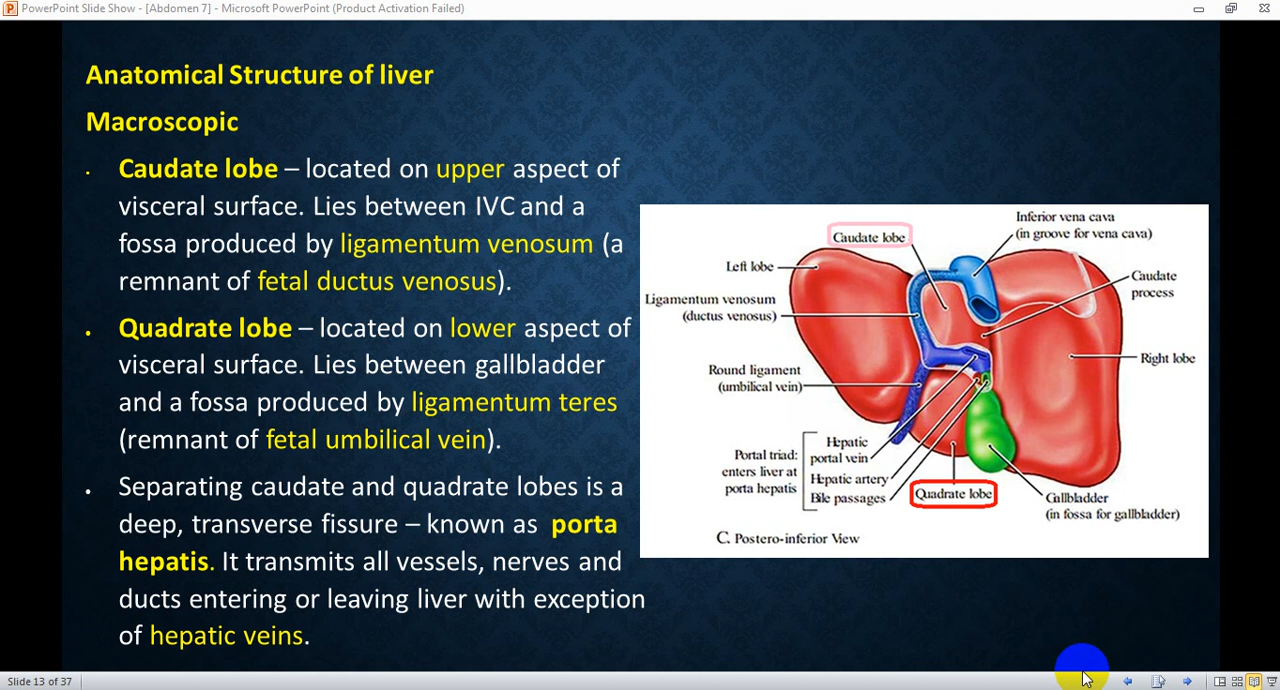 PowerPoint Slide Show - [Abdomen 7] - Microsoft PowerPoint (Product Activation Failed)
Anatomical Structure of liver
Macroscopic
• Caudate lobe – located on upper aspect of
visceral surface. Lies between IVC and a
fossa produced by ligamentum venosum (a
remnant of fetal ductus venosus).
• Quadrate lobe – located on lower aspect of
visceral surface. Lies between gallbladder
and a fossa produced by ligamentum teres
(remnant of fetal umbilical vein).
• Separating caudate and quadrate lobes is a
deep, transverse fissure – known as porta
hepatis. It transmits all vessels, nerves and
ducts entering or leaving liver with exception
of hepatic veins.
Inferior vena cava
(in groove for vena cava)
Caudate lobe
Left lobe
Caudate
process
Ligamentum venosum
(ductus venosus)
Right lobe
Round ligament
(umbilical vein)
Portal triad:
enters liver at
porta hepatis
Hepatic
portal vein
Hepatic artery
Bile passages
Quadrate lobe
Gallbladder
(in fossa for gallbladder)
C. Postero-inferior View
Slide 13 of 37